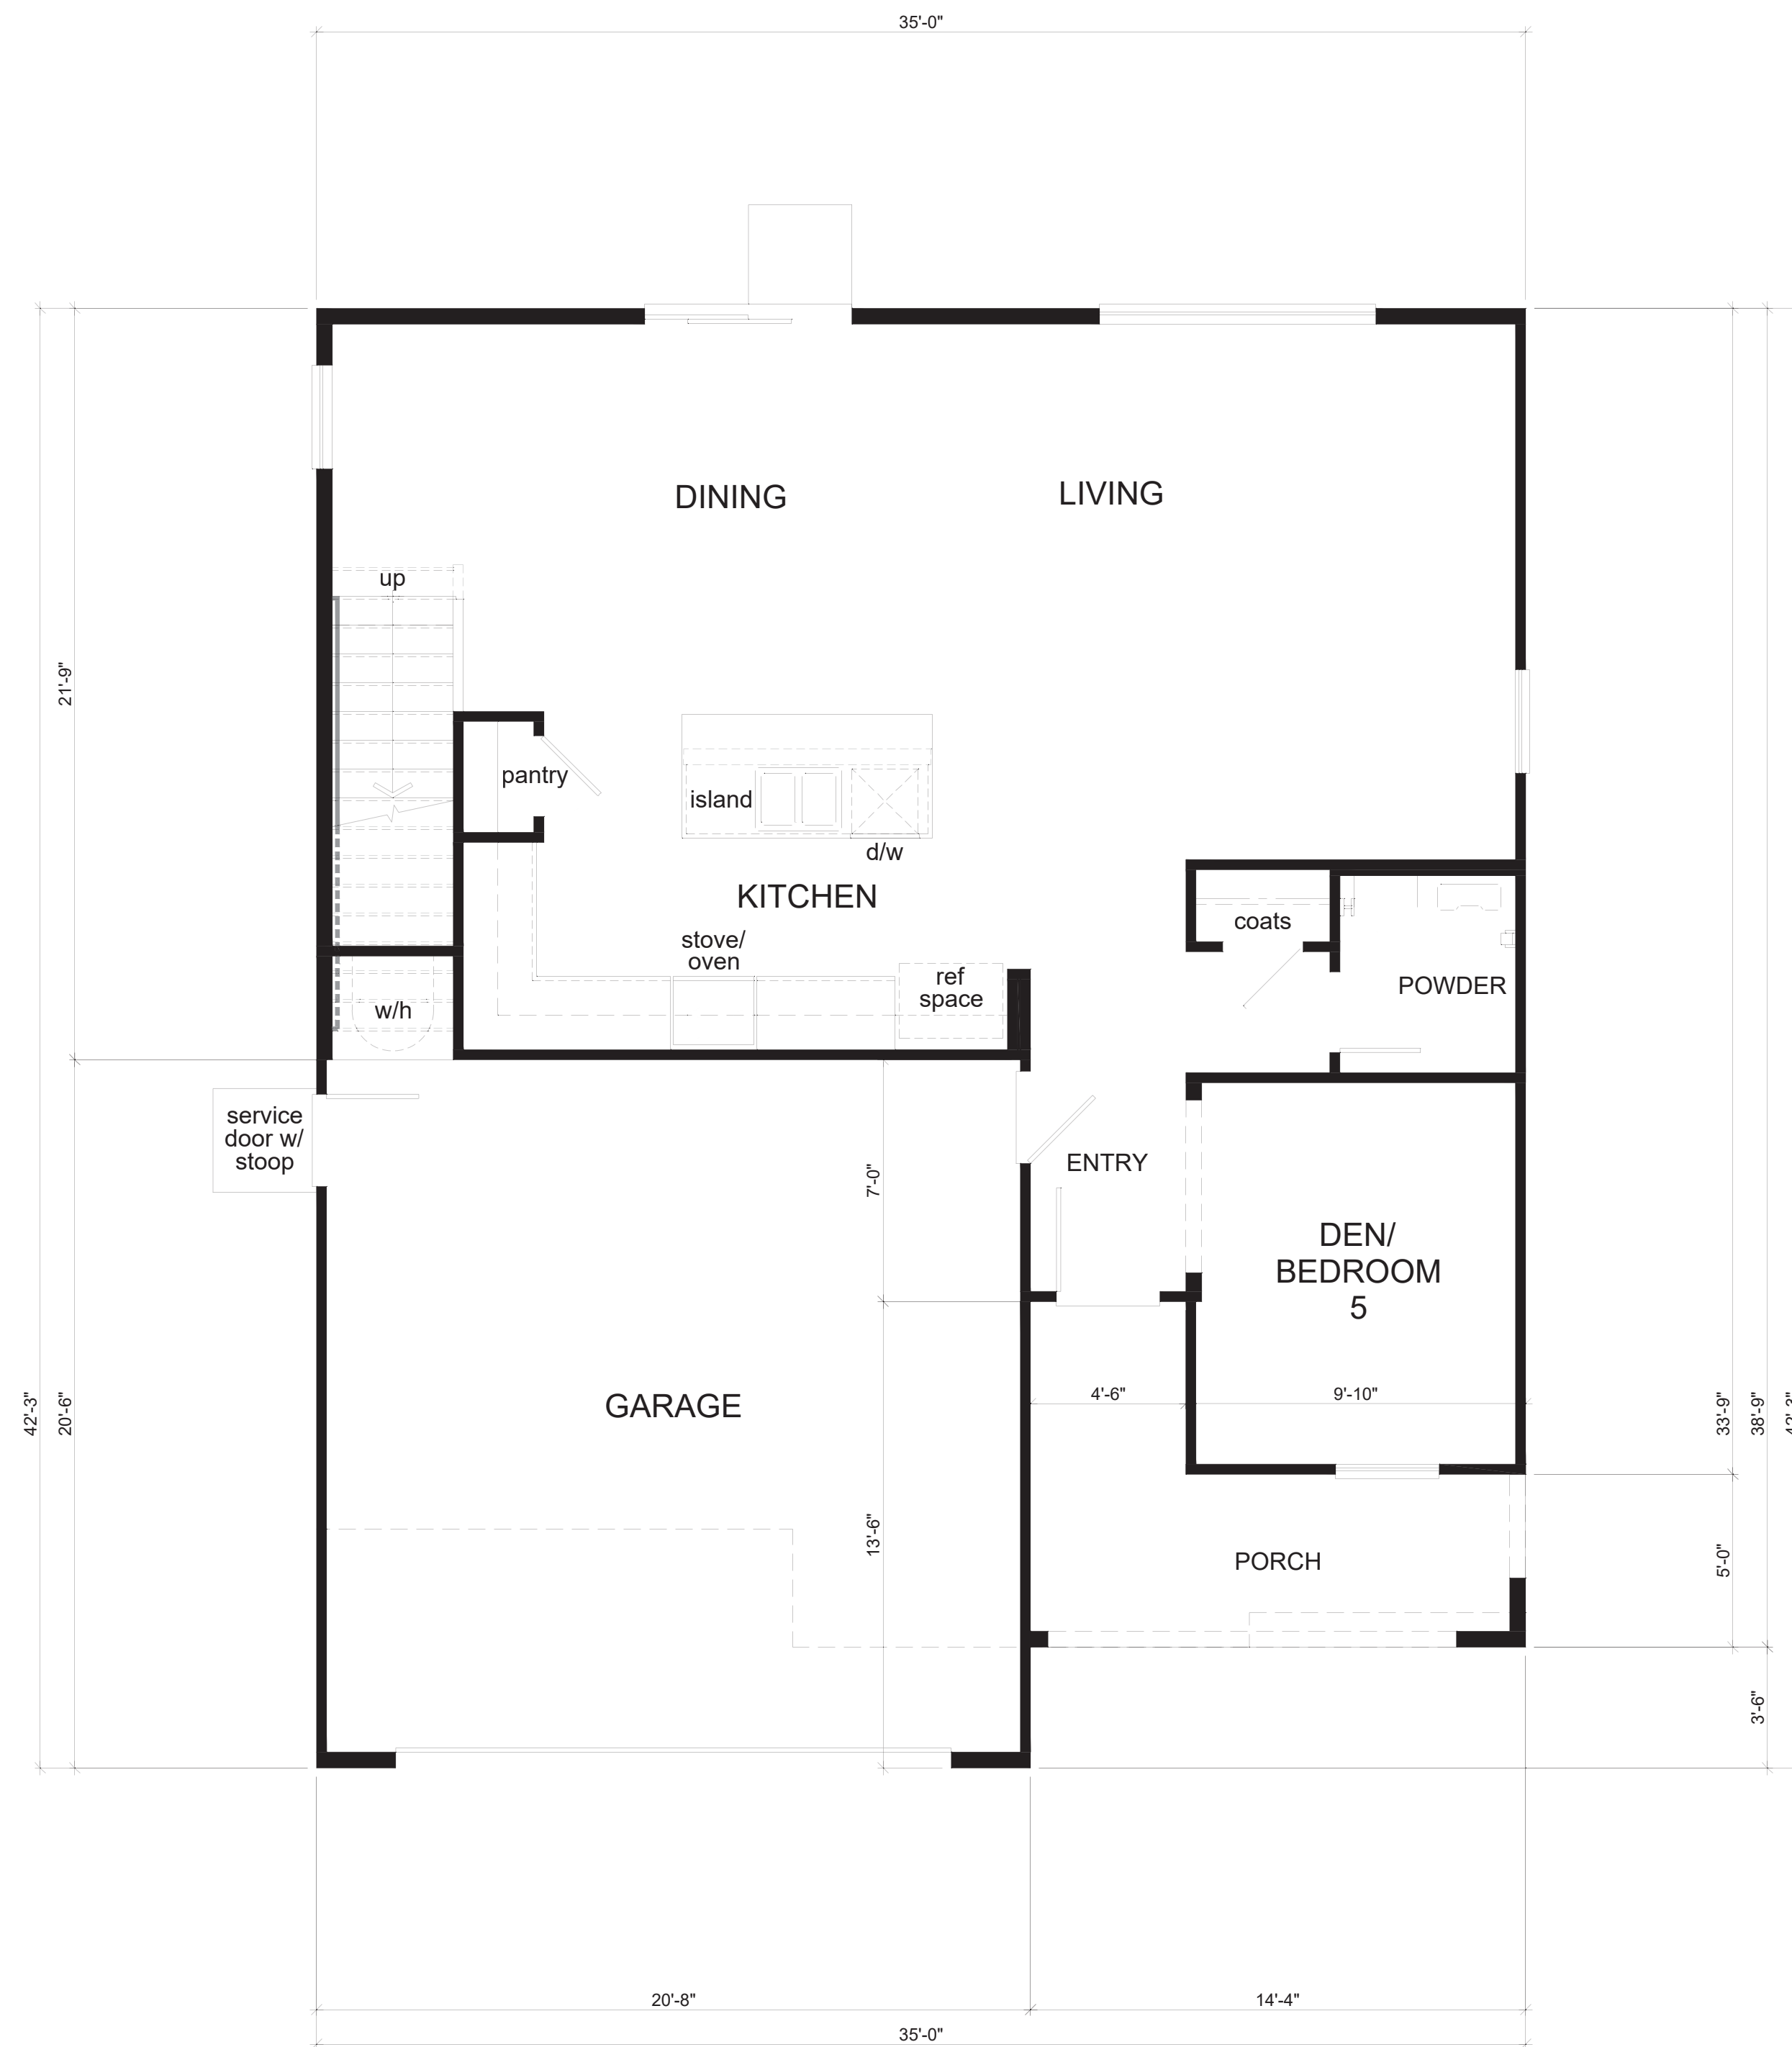 35'-0"
DINING
LIVING
up
21'-9"
pantry
island
d/w
KITCHEN
coats
stove/
oven
ref
space
POWDER
w/h
service
door w/
stoop
7'-0"
ENTRY
DEN/
BEDROOM
5
GARAGE
4'-6"
9'-10"
42'-3"
20'-6"
33'-9"
38'-9"
42'-3"
13'-6"
PORCH
5'-0"
3'-6"
20'-8"
14'-4"
35'-0"